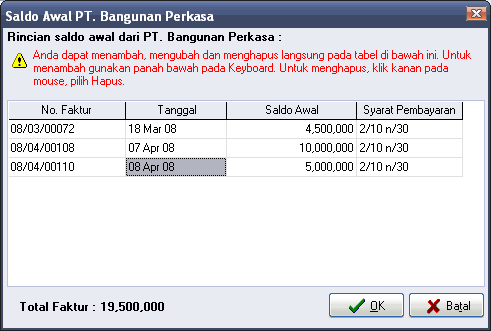 Saldo Awal PT. Bangunan Perkasa
Rincian saldo awal dari PT. Bangunan Perkasa :
Anda dapat menambah, mengubah dan menghapus langsung pada tabel di bawah ini. Untuk
menambah gunakan panah bawah pada Keyboard. Untuk menghapus, klik kanan pada
mouse, pilih Hapus.
No. Faktur Tanggal Saldo Awal Syarat Pembayaran
08/03/00072 18 Mar 08 4,500,000 2/10 n/30
08/04/00108 07 Apr 08 10,000,000 2/10 n/30
08/04/00110 08 Apr 08 5,000,000 2/10 n/30
Total Faktur : 19,500,000 OK Batal